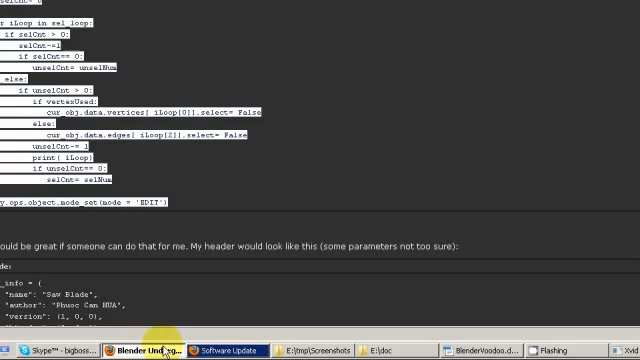 selCnt= 0
r iLoop in sel_loop:
if selCnt > 0:
selCnt-=1
if selCnt== 0:
unselCnt= unselNum
else:
if unselCnt > 0:
if vertexUsed:
cur_obj.data.vertices[ iLoop[0]].select= False
else:
cur_obj.data.edges[ iLoop[2]].select= False
unselCnt-= 1
print( iLoop)
if unselCnt== 0:
selCnt= selNum
y.ops.object.mode_set(mode = 'EDIT')
ould be great if someone can do that for me. My header would look like this (some parameters not too sure):
de:
_info = {
"name": "Saw Blade",
"author": "Phuoc Can HUA",
"version": (1, 0, 0),
Skype™ - bigboss...
Blender Underg...
Software Update
E:\tmp\Screenshots
E:\doc
BlenderVoodoo.d...
Flashing
Xvid